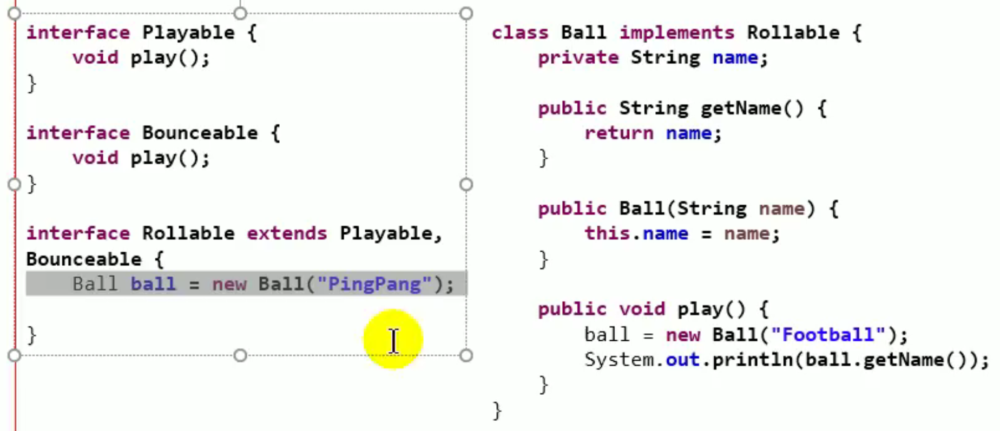 interface Playable {
    void play();
}

interface Bounceable {
    void play();
}

interface Rollable extends Playable,
Bounceable {
    Ball ball = new Ball("PingPang");

}

class Ball implements Rollable {
    private String name;

    public String getName() {
        return name;
    }

    public Ball(String name) {
        this.name = name;
    }

    public void play() {
        ball = new Ball("Football");
        System.out.println(ball.getName());
    }
}